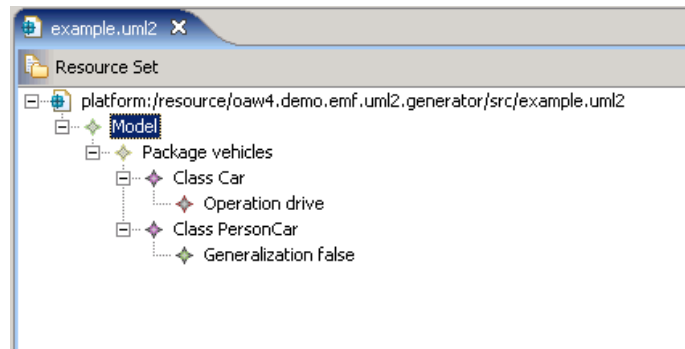 example.uml2
Resource Set
platform:/resource/oaw4.demo.emf.uml2.generator/src/example.uml2
Model
Package vehicles
Class Car
Operation drive
Class PersonCar
Generalization false